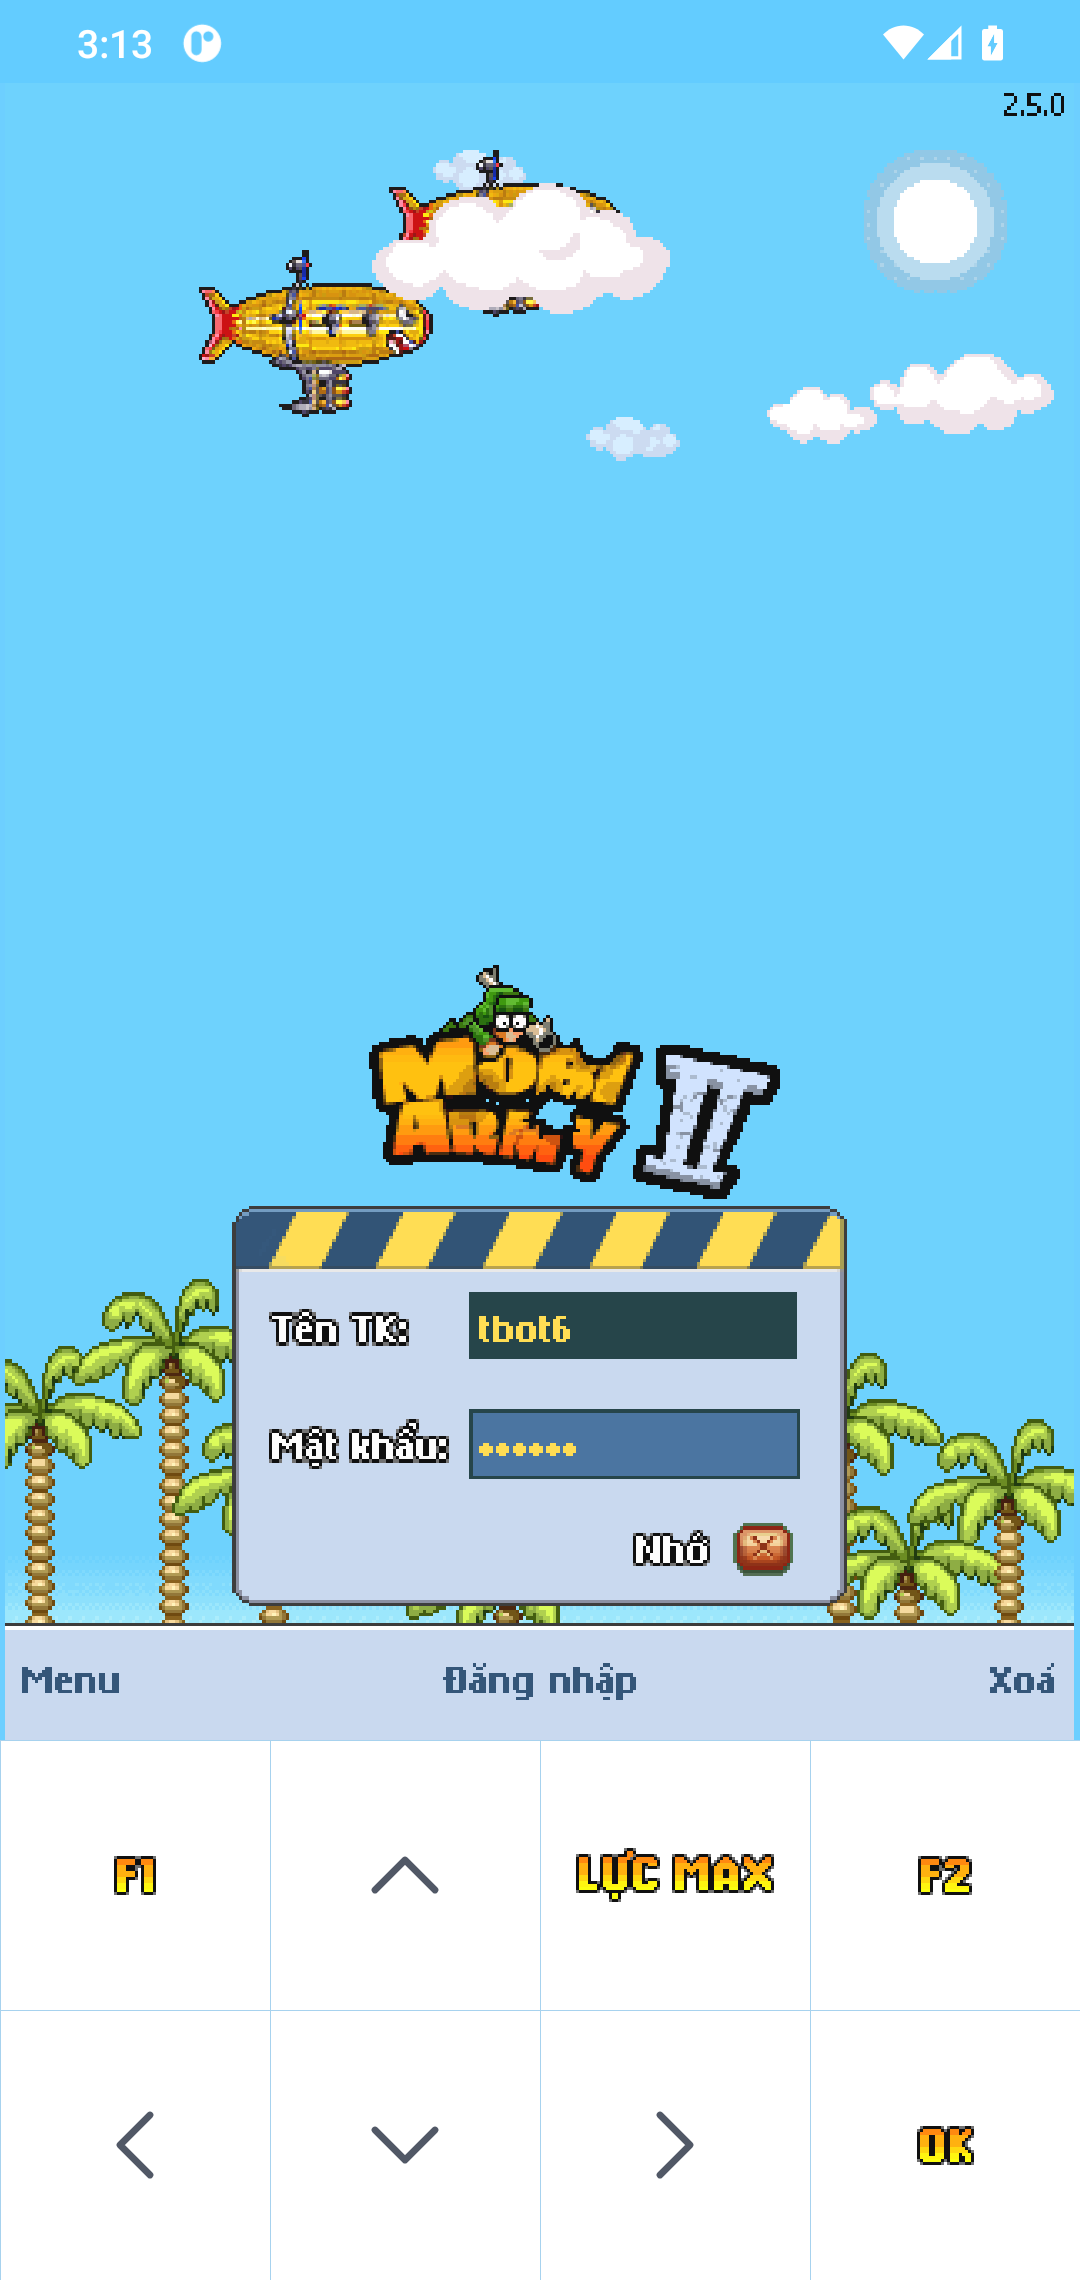 3:13
2.5.0
MOBI
ARMY II
Tên TK: tbot6
Mật khẩu: ••••••
Nhớ
Menu Đăng nhập Xoá
F1 LỰC MAX F2
OK